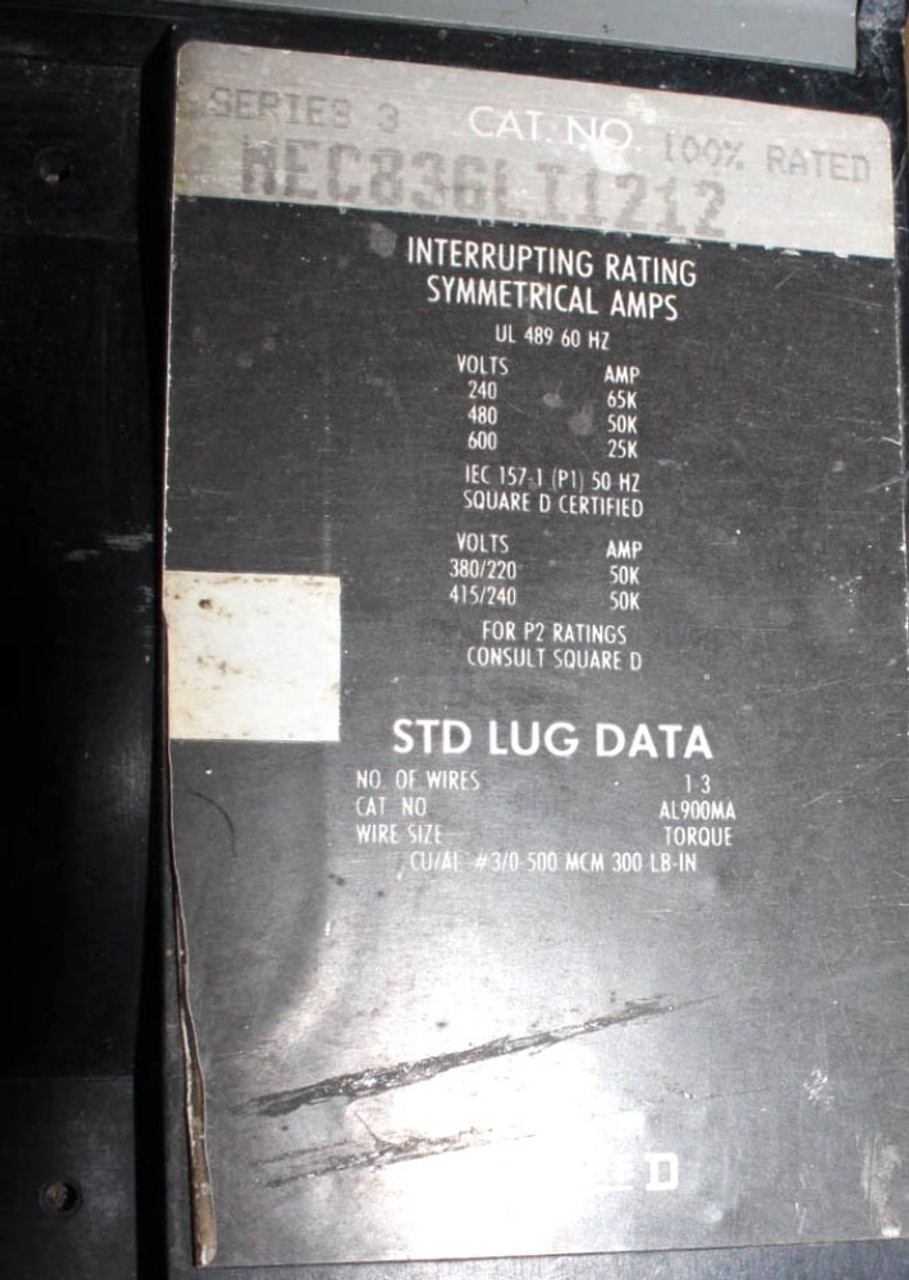 SERIES 3 CAT. NO. 100% RATED
MEC836LI1212
INTERRUPTING RATING
SYMMETRICAL AMPS
UL 489 60 HZ
VOLTS AMP
240 65K
480 50K
600 25K
IEC 157-1 (P1) 50 HZ
SQUARE D CERTIFIED
VOLTS AMP
380/220 50K
415/240 50K
FOR P2 RATINGS
CONSULT SQUARE D
STD LUG DATA
NO. OF WIRES 1-3
CAT NO AL900MA
WIRE SIZE TORQUE
CU/AL #3/0-500 MCM 300 LB-IN
D